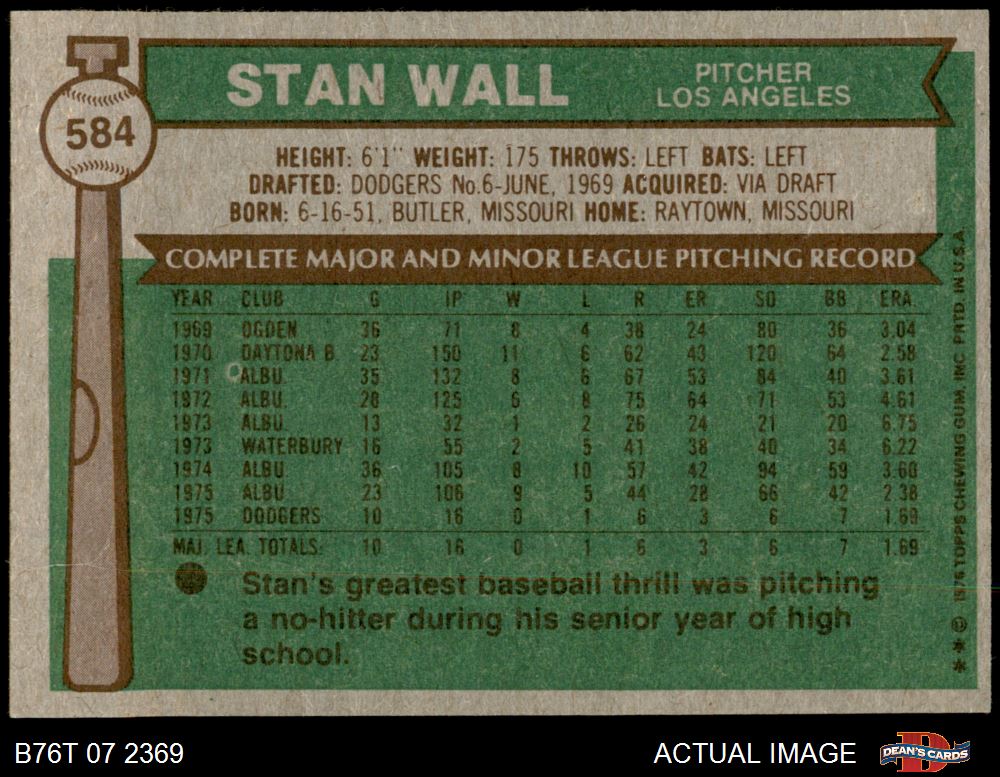 STAN WALL
PITCHER
LOS ANGELES
584
HEIGHT: 6'1" WEIGHT: 175 THROWS: LEFT BATS: LEFT
DRAFTED: DODGERS No.6-JUNE, 1969 ACQUIRED: VIA DRAFT
BORN: 6-16-51, BUTLER, MISSOURI HOME: RAYTOWN, MISSOURI
COMPLETE MAJOR AND MINOR LEAGUE PITCHING RECORD
YEAR CLUB G IP W L R ER SO BB ERA
1969 OGDEN 36 71 8 4 38 24 80 36 3.04
1970 DAYTONA B. 23 150 11 6 62 43 120 64 2.58
1971 ALBU. 35 132 8 6 67 53 84 40 3.61
1972 ALBU. 28 125 6 8 75 64 71 53 4.61
1973 ALBU. 13 32 1 2 26 24 21 20 6.75
1973 WATERBURY 16 55 2 5 41 38 40 34 6.22
1974 ALBU. 36 105 8 10 57 42 94 59 3.60
1975 ALBU. 23 106 9 5 44 28 66 42 2.38
1975 DODGERS 10 16 0 1 6 3 6 7 1.69
MAJ. LEA. TOTALS: 10 16 0 1 6 3 6 7 1.69
Stan's greatest baseball thrill was pitching
a no-hitter during his senior year of high
school.
** © 1976 TOPPS CHEWING GUM, INC. PRTD. IN U.S.A.
B76T 07 2369
ACTUAL IMAGE
D
DEAN'S CARDS